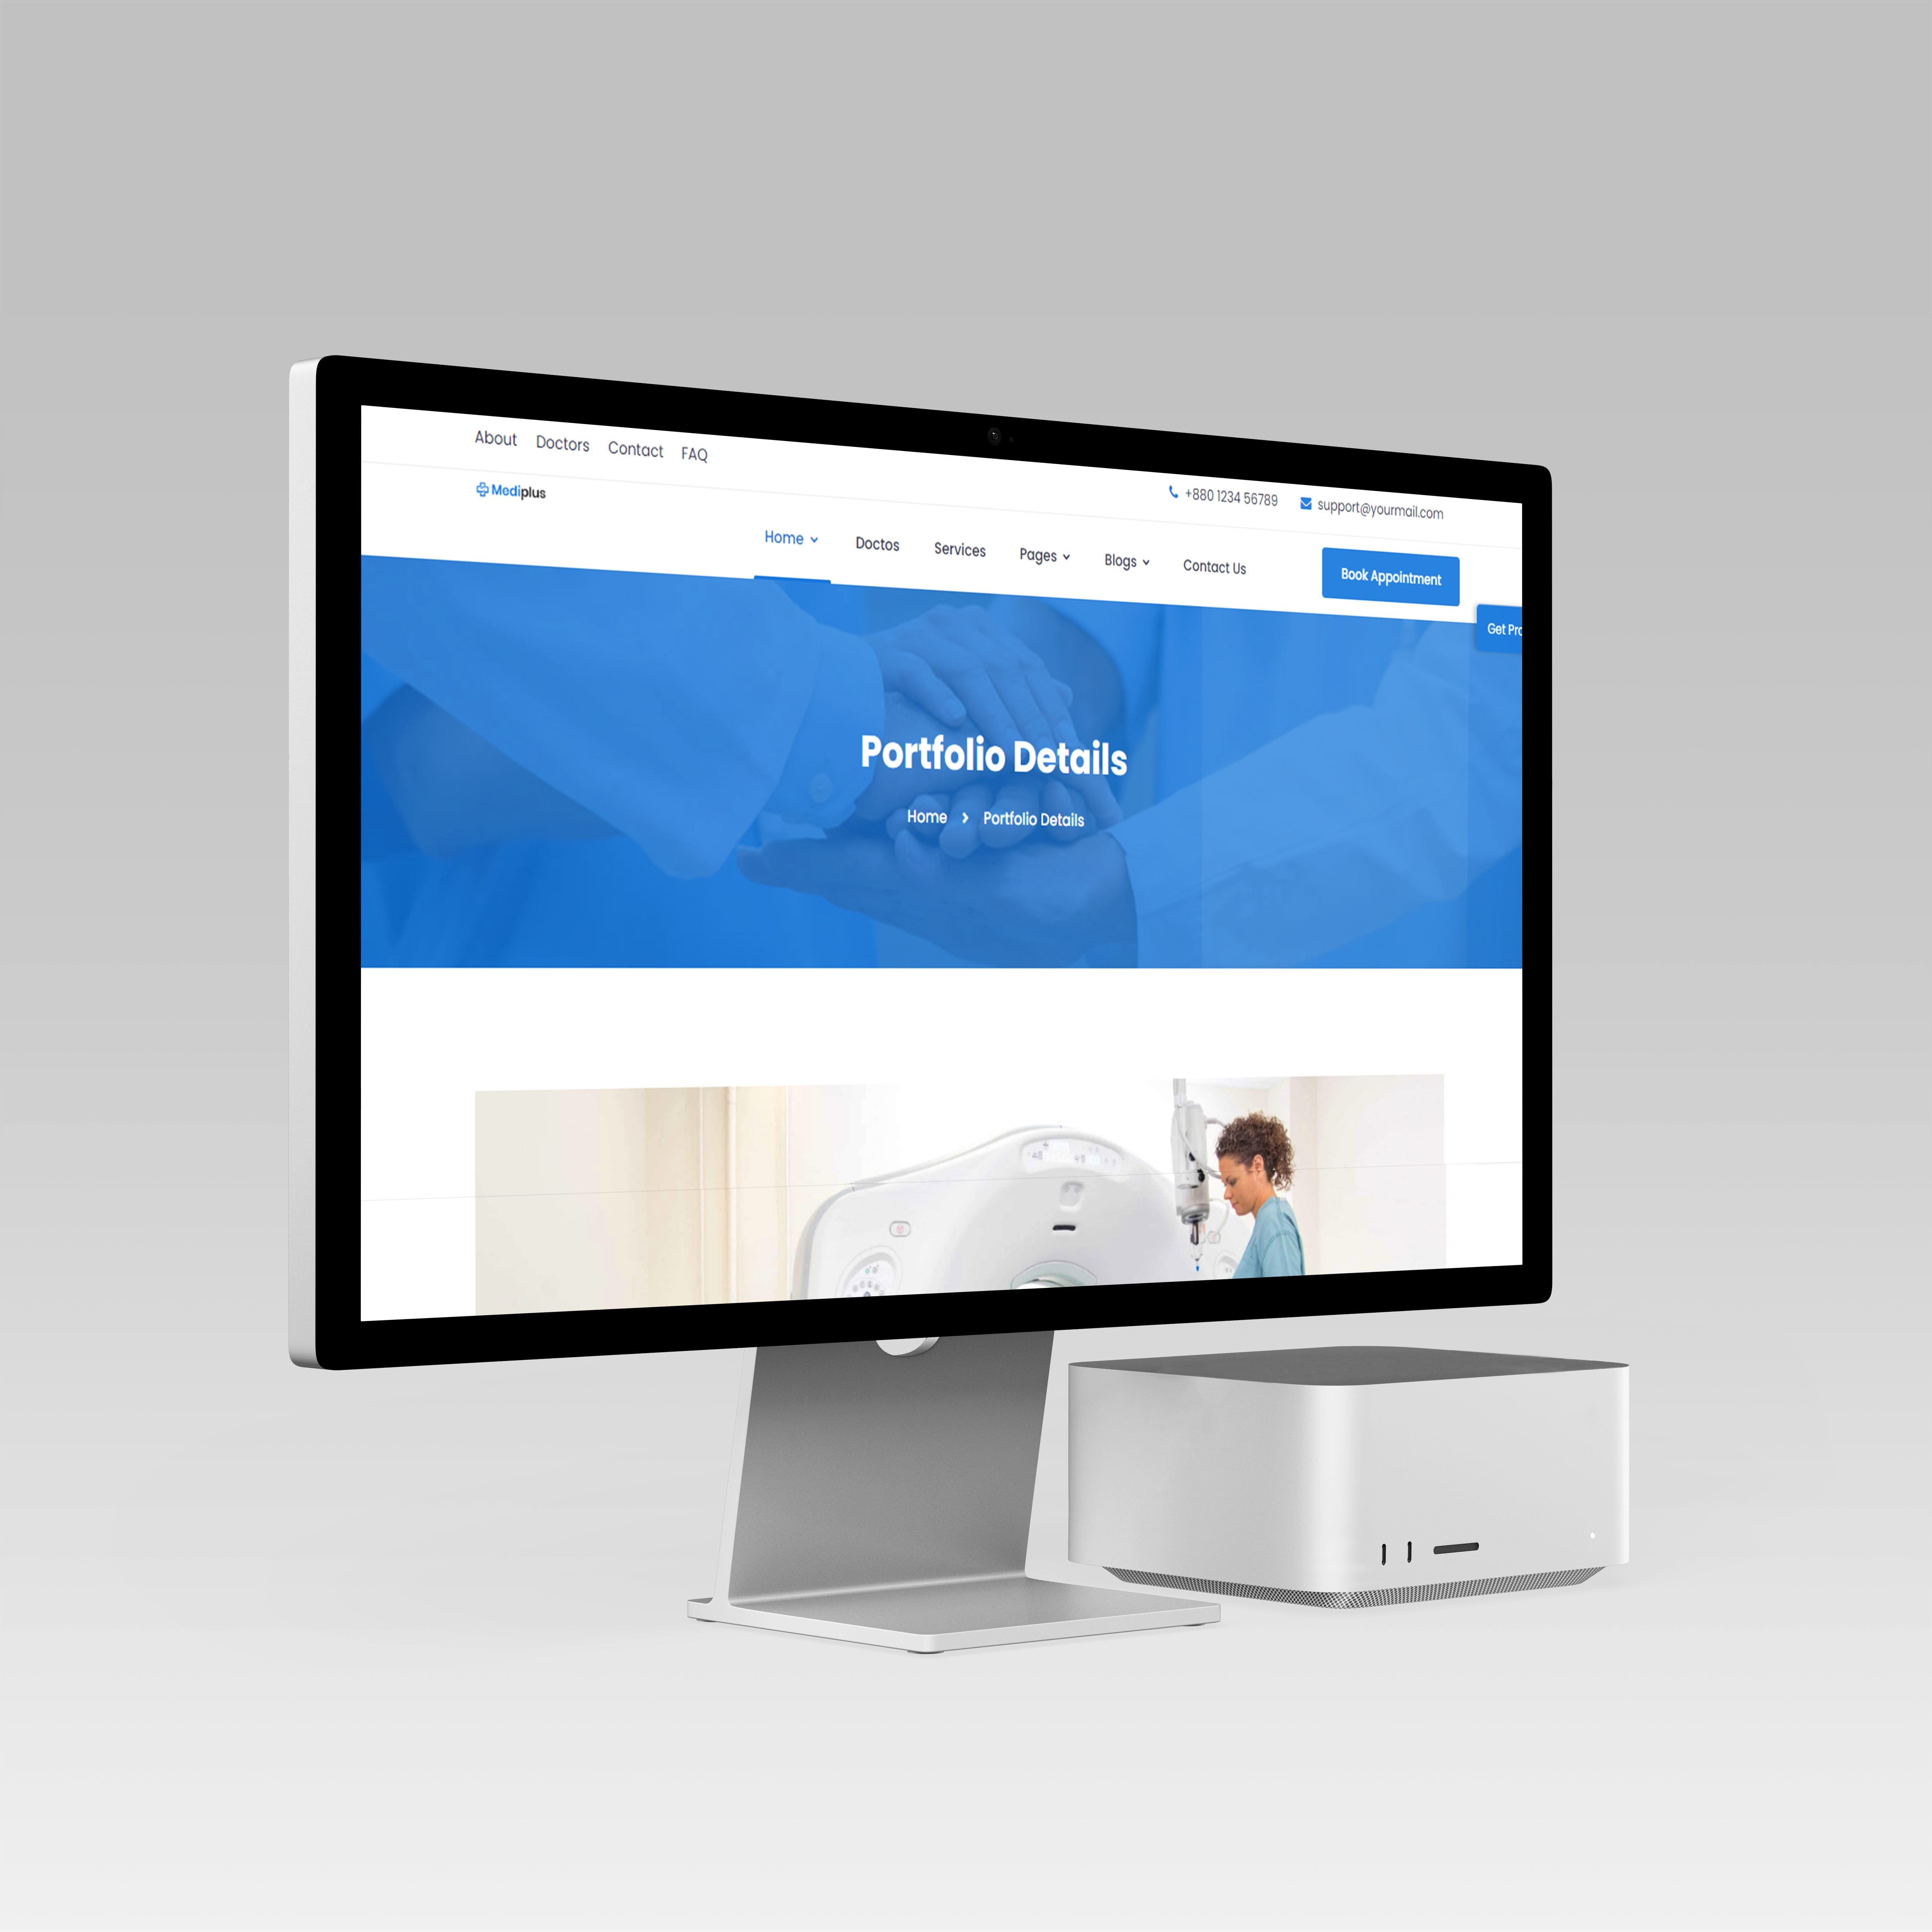 About Doctors Contact FAQ
+880 1234 56789 support@yourmail.com
Mediplus
Home Doctos Services Pages Blogs Contact Us
Book Appointment
Get Pro
Portfolio Details
Home > Portfolio Details